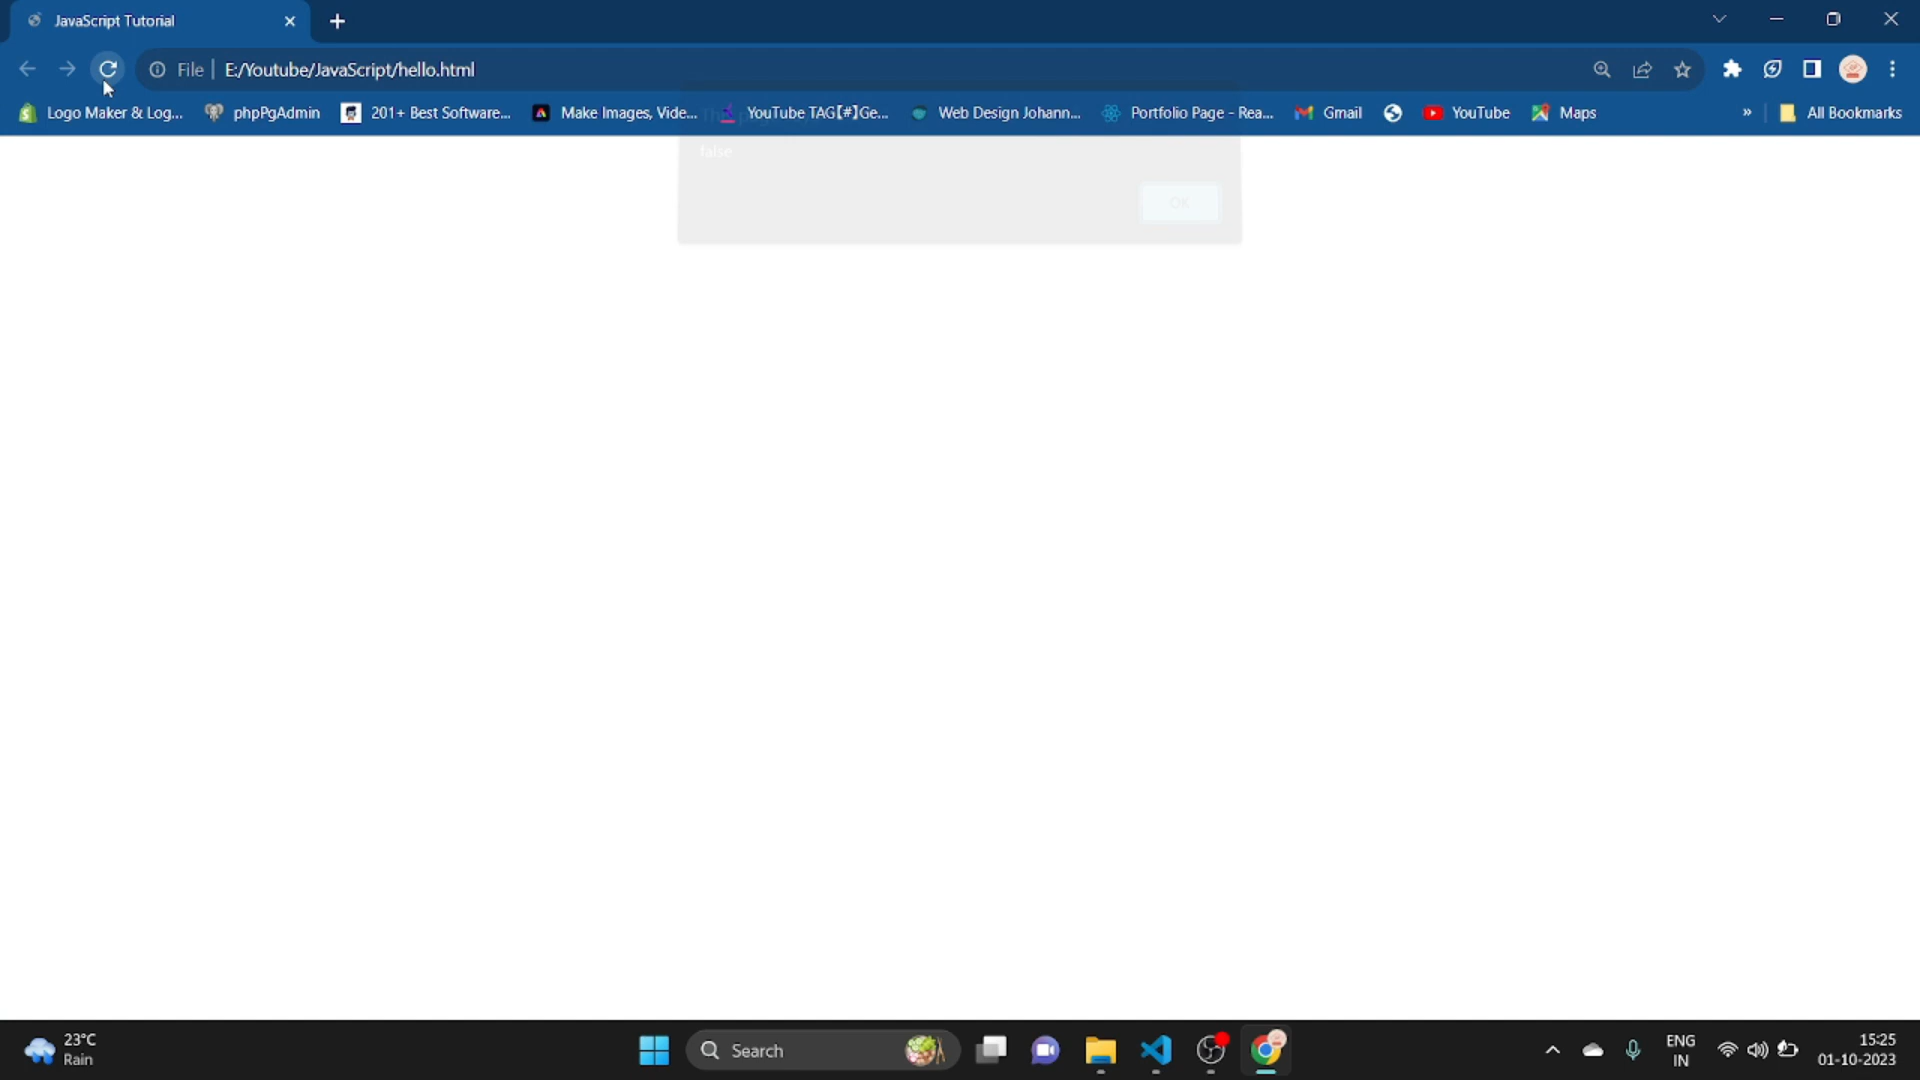 JavaScript Tutorial
File
E:/Youtube/JavaScript/hello.html
Logo Maker & Log...
phpPgAdmin
201+ Best Software...
Make Images, Vide...
YouTube TAG【#】Ge...
Web Design Johann...
Portfolio Page - Rea...
Gmail
YouTube
Maps
»
All Bookmarks
false
OK
23°C
Rain
Search
ENG
IN
15:25
01-10-2023